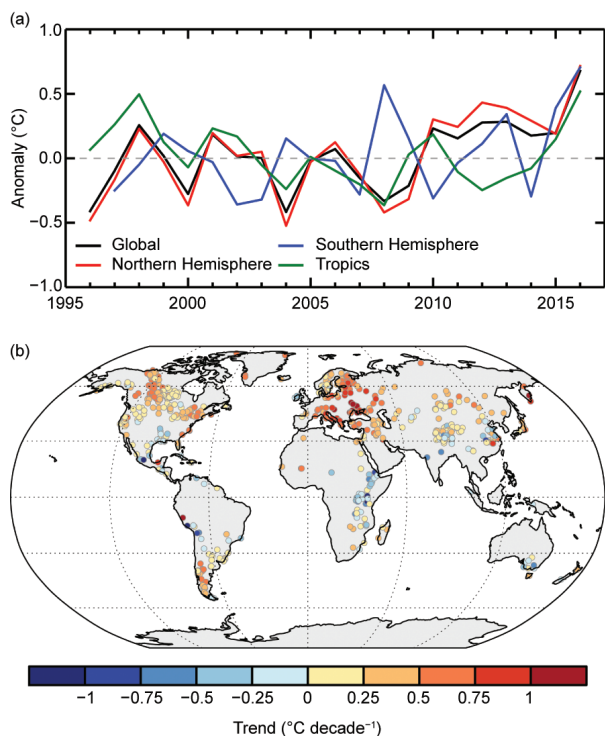 (a)
1.0
0.5
0.0
−0.5
−1.0
Anomaly (°C)
Global
Southern Hemisphere
Northern Hemisphere
Tropics
1995
2000
2005
2010
2015
(b)
−1
−0.75
−0.5
−0.25
0
0.25
0.5
0.75
1
Trend (°C decade⁻¹)